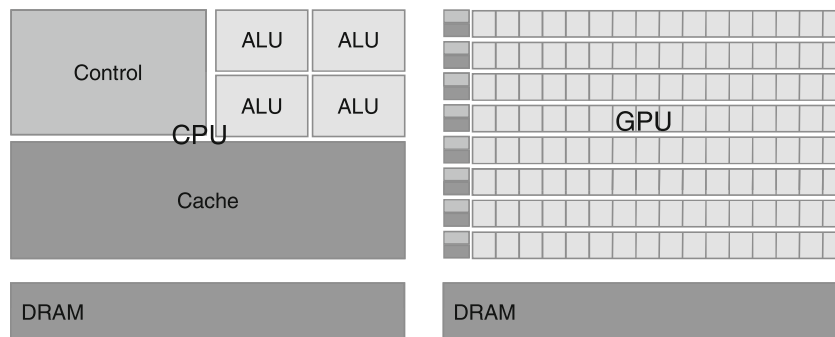 Control
ALU
ALU
ALU
ALU
CPU
Cache
DRAM
GPU
DRAM